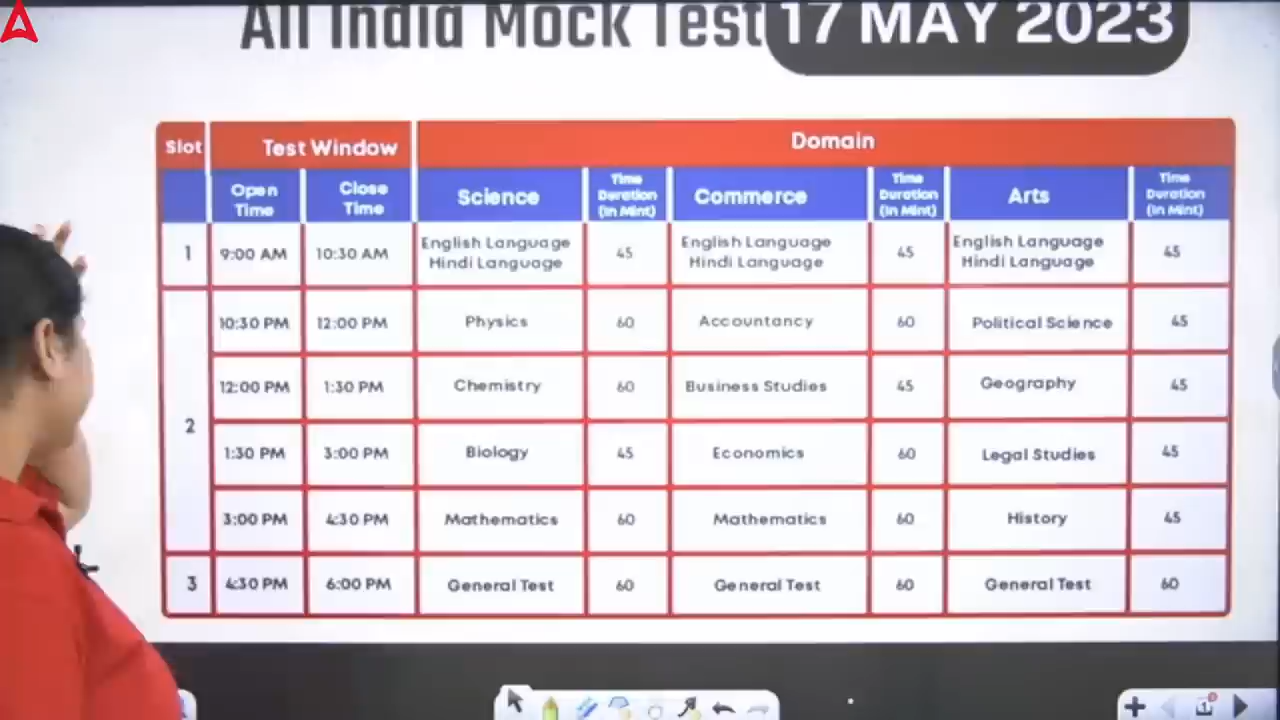 All India Mock Test 17 MAY 2023
Slot Test Window Domain
Open Time Close Time Science Time Duration (In Mint) Commerce Time Duration (In Mint) Arts Time Duration (In Mint)
1 9:00 AM 10:30 AM English Language Hindi Language 45 English Language Hindi Language 45 English Language Hindi Language 45
2
10:30 PM 12:00 PM Physics 60 Accountancy 60 Political Science 45
12:00 PM 1:30 PM Chemistry 60 Business Studies 45 Geography 45
1:30 PM 3:00 PM Biology 45 Economics 60 Legal Studies 45
3:00 PM 4:30 PM Mathematics 60 Mathematics 60 History 45
3 4:30 PM 6:00 PM General Test 60 General Test 60 General Test 60